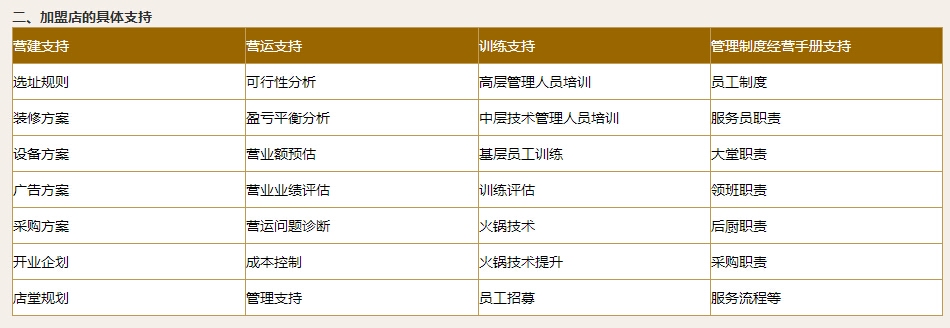 二、加盟店的具体支持
营建支持 营运支持 训练支持 管理制度经营手册支持
选址规则 可行性分析 高层管理人员培训 员工制度
装修方案 盈亏平衡分析 中层技术管理人员培训 服务员职责
设备方案 营业额预估 基层员工训练 大堂职责
广告方案 营业业绩评估 训练评估 领班职责
采购方案 营运问题诊断 火锅技术 后厨职责
开业企划 成本控制 火锅技术提升 采购职责
店堂规划 管理支持 员工招募 服务流程等